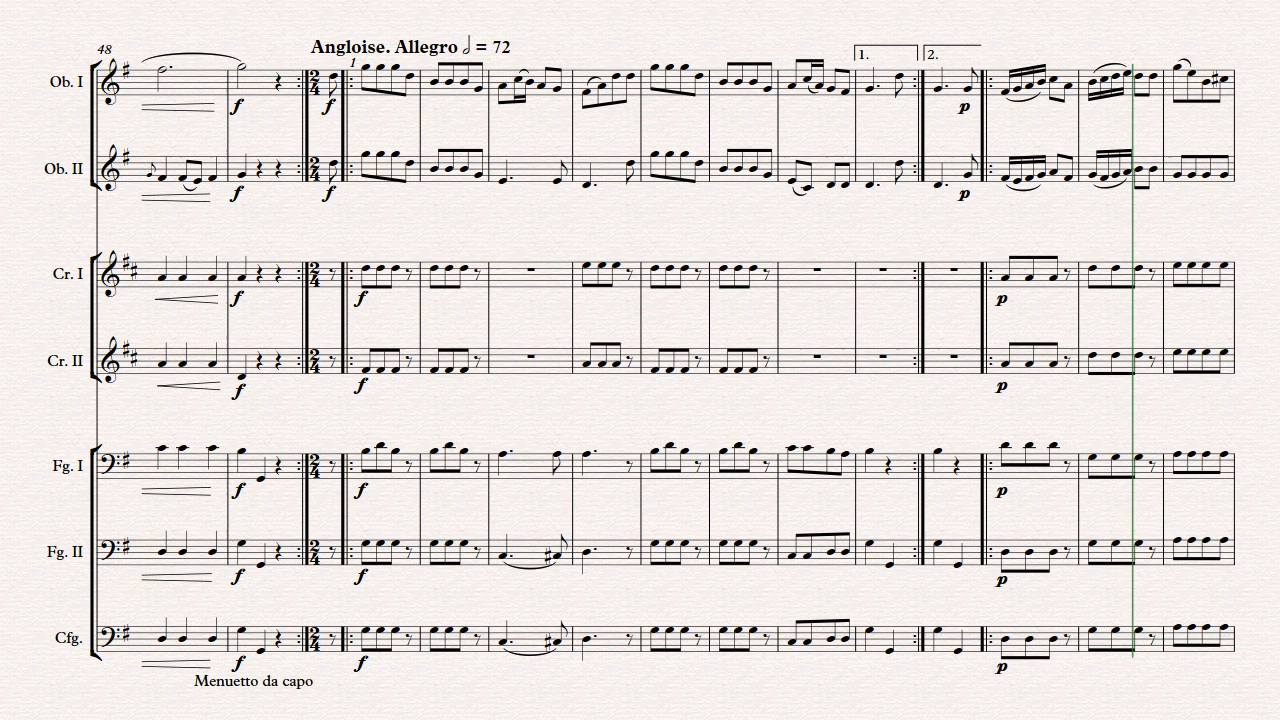 48
Angloise. Allegro 𝅗𝅥 = 72
1
1.
2.
Ob. I
f
f
p
Ob. II
f
f
p
Cr. I
f
f
p
Cr. II
f
f
p
Fg. I
f
f
p
Fg. II
f
f
p
Cfg.
f
f
p
Menuetto da capo